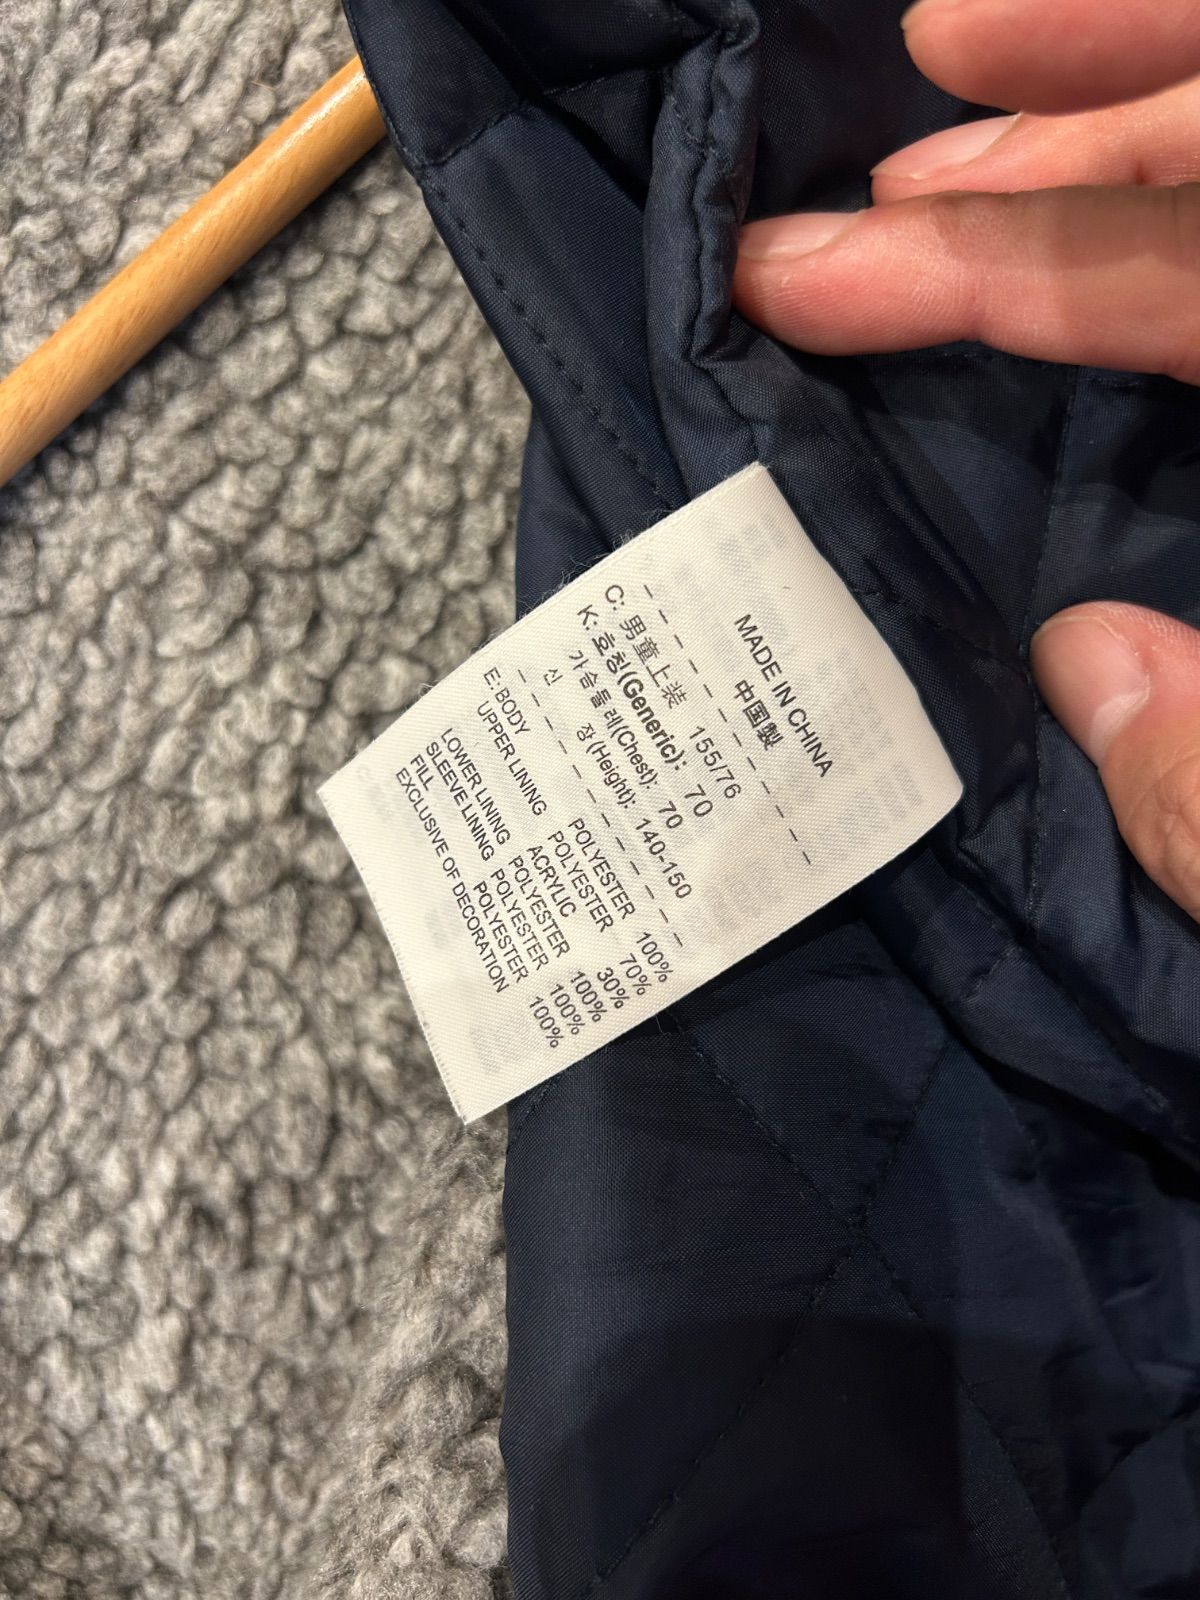 MADE IN CHINA
中国製
C: 男童上装 155/76
K: 호칭(Generic): 70
가슴둘레(Chest): 70
신 장(Height): 140-150
E: BODY POLYESTER 100%
UPPER LINING POLYESTER 70%
ACRYLIC 30%
LOWER LINING POLYESTER 100%
SLEEVE LINING POLYESTER 100%
FILL POLYESTER 100%
EXCLUSIVE OF DECORATION